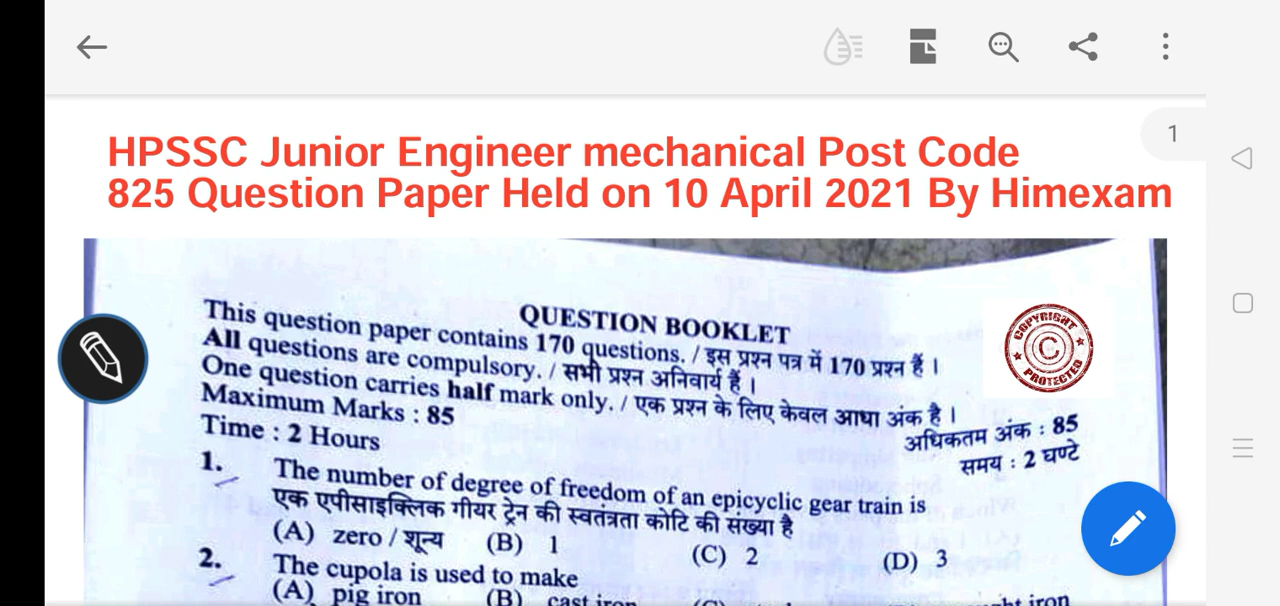 1
HPSSC Junior Engineer mechanical Post Code
825 Question Paper Held on 10 April 2021 By Himexam
QUESTION BOOKLET
This question paper contains 170 questions. / इस प्रश्न पत्र में 170 प्रश्न हैं ।
All questions are compulsory. / सभी प्रश्न अनिवार्य हैं ।
One question carries half mark only. / एक प्रश्न के लिए केवल आधा अंक है ।
Maximum Marks : 85 अधिकतम अंक : 85
Time : 2 Hours समय : 2 घण्टे
COPYRIGHT
C
PROTECTED
1. The number of degree of freedom of an epicyclic gear train is
एक एपीसाइक्लिक गीयर ट्रेन की स्वतंत्रता कोटि की संख्या है
(A) zero / शून्य (B) 1 (C) 2 (D) 3
2. The cupola is used to make
(A) pig iron (B) cast iron iron